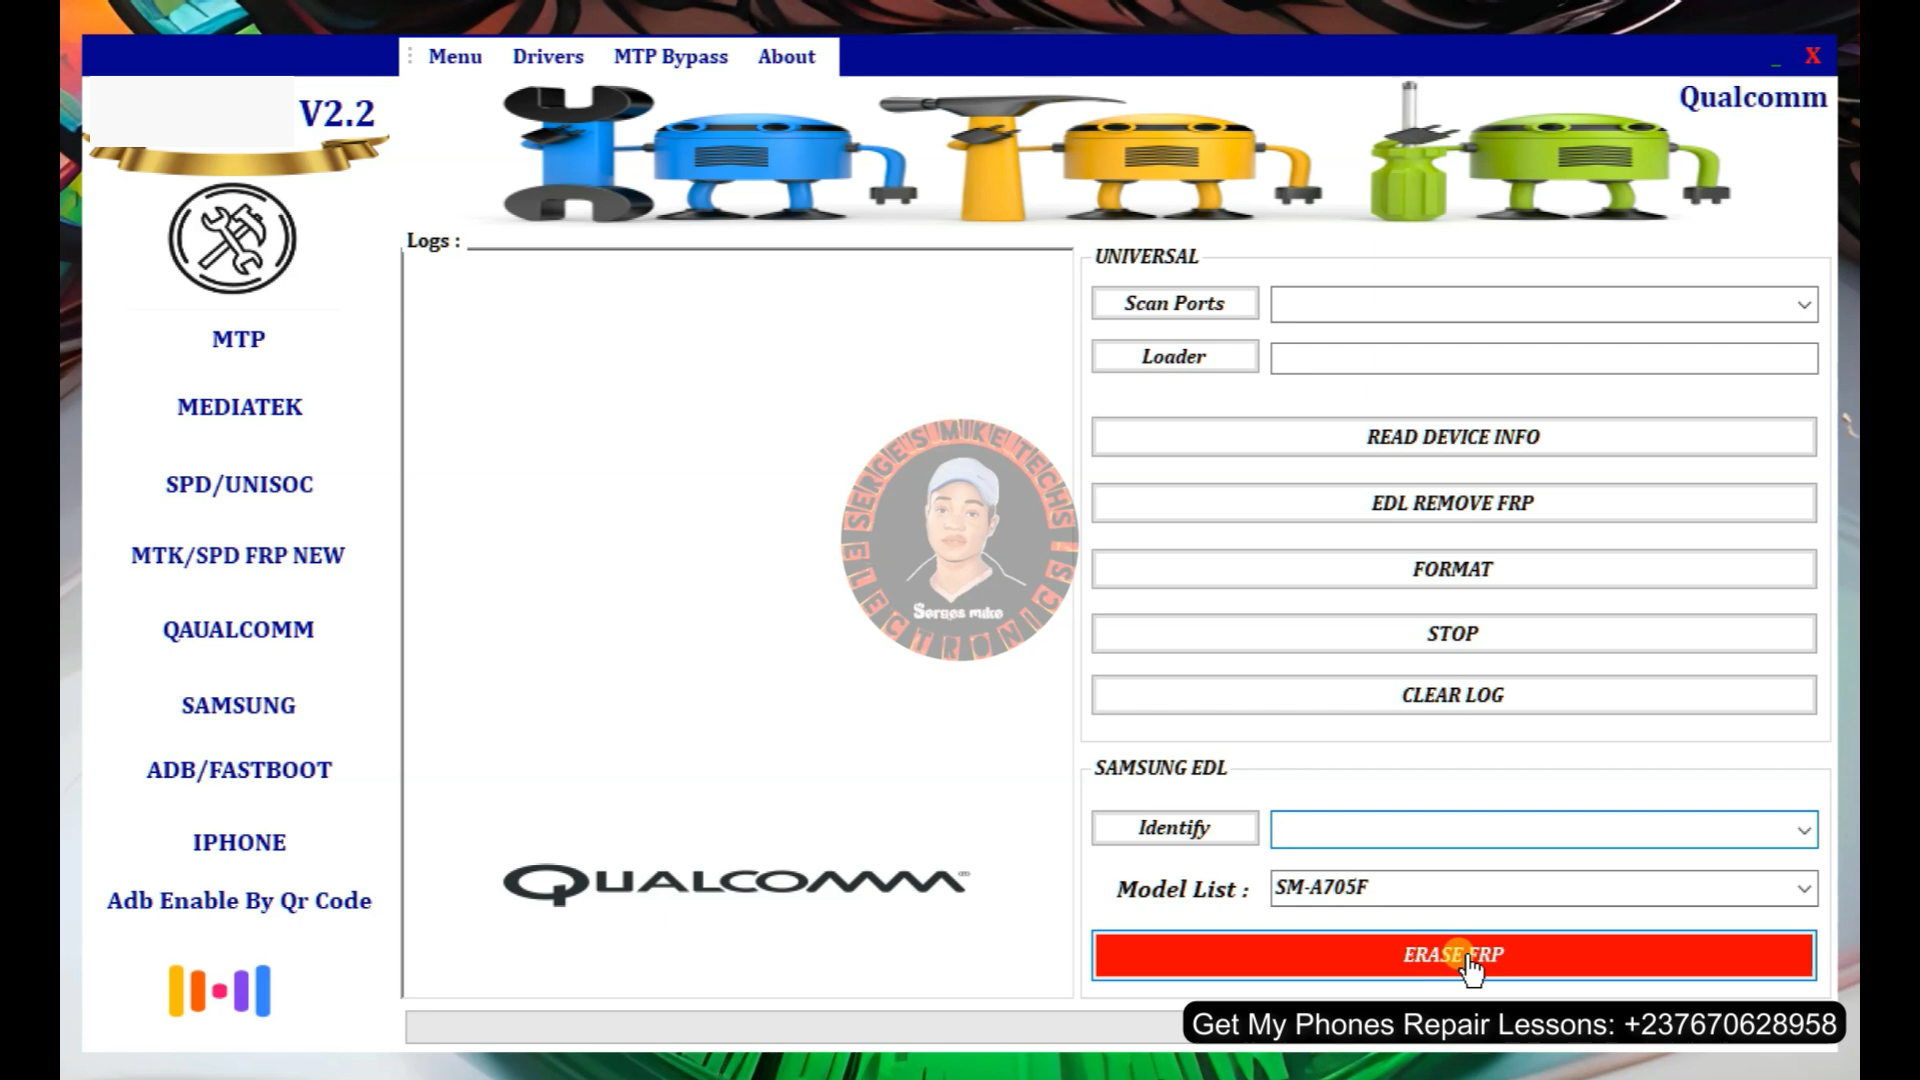 Menu Drivers MTP Bypass About
_ X
V2.2
Qualcomm
MTP
MEDIATEK
SPD/UNISOC
MTK/SPD FRP NEW
QAUALCOMM
SAMSUNG
ADB/FASTBOOT
IPHONE
Adb Enable By Qr Code
Logs :
SERGE'S MIKE TECHS
Serges mike
ELECTRONICS
QUALCOMM
UNIVERSAL
Scan Ports
Loader
READ DEVICE INFO
EDL REMOVE FRP
FORMAT
STOP
CLEAR LOG
SAMSUNG EDL
Identify
Model List : SM-A705F
ERASE FRP
Get My Phones Repair Lessons: +237670628958